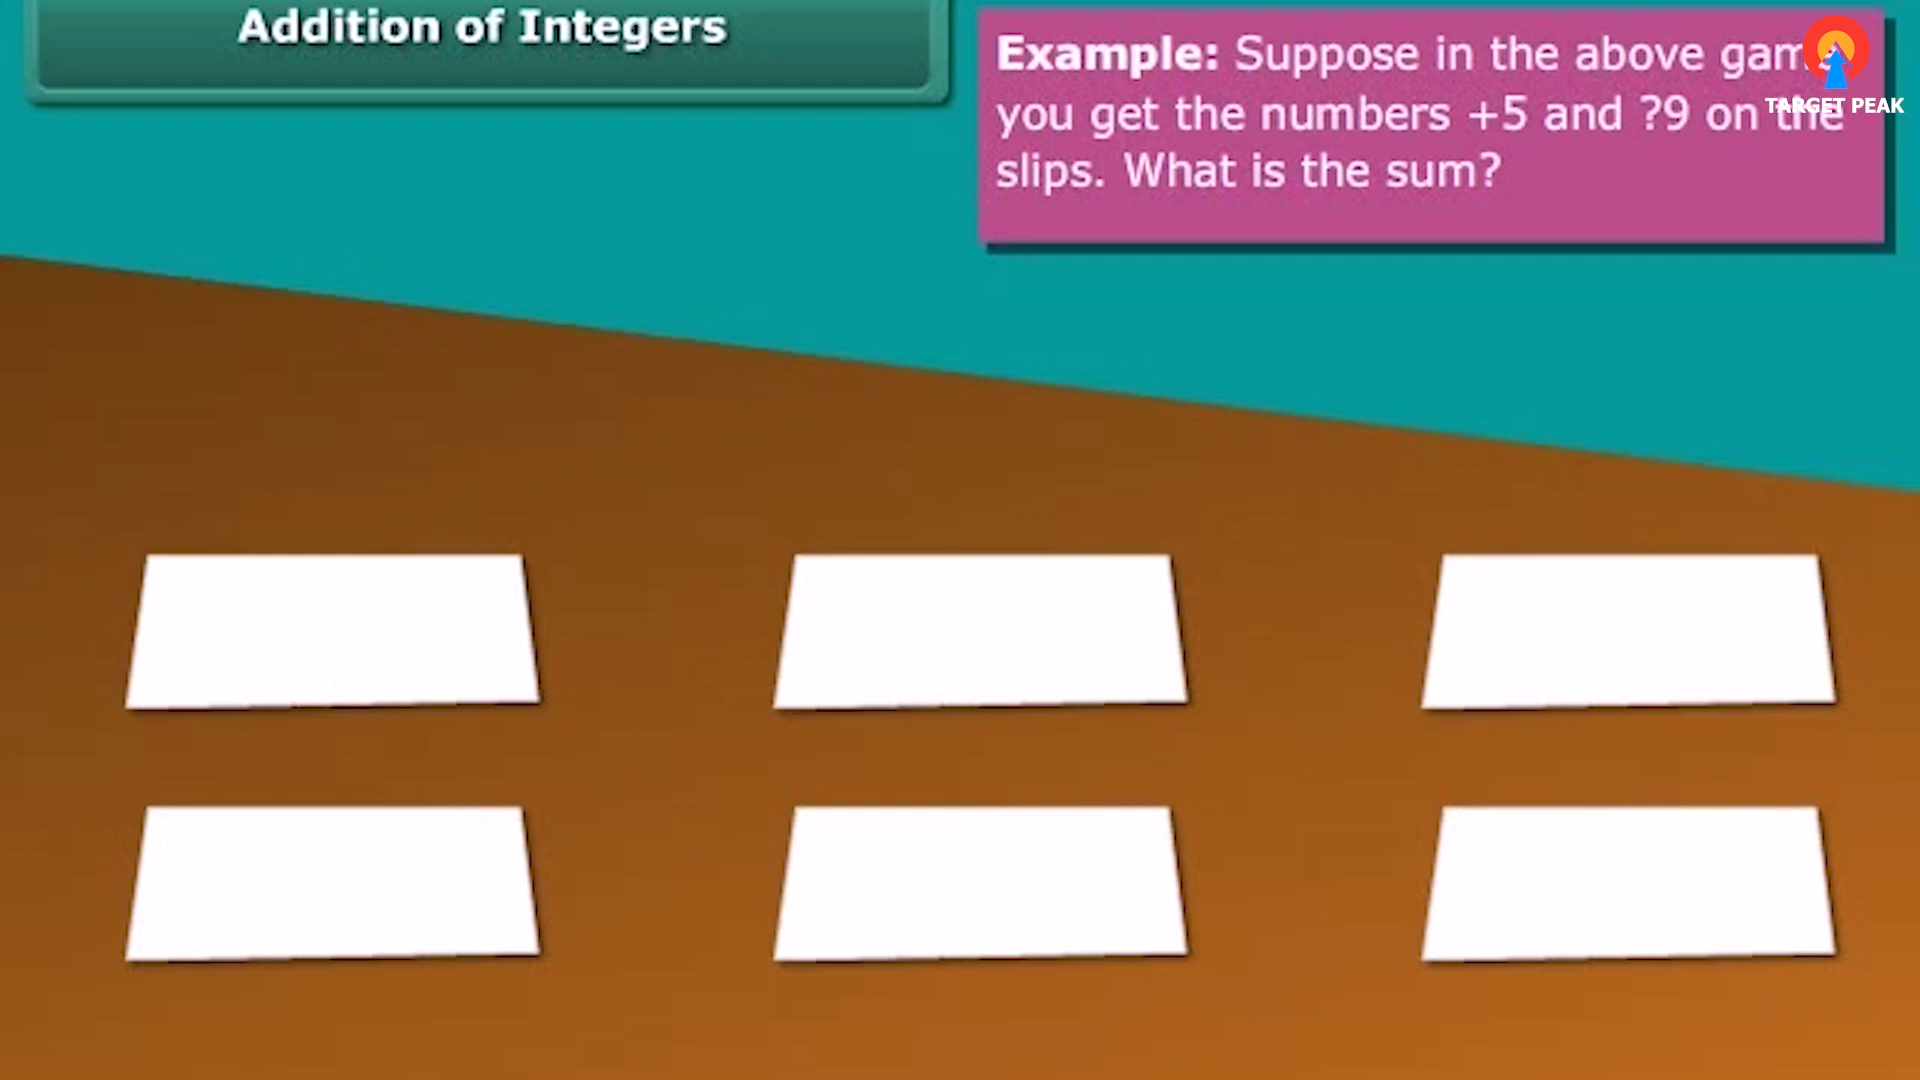 Addition of Integers
Example: Suppose in the above game
you get the numbers +5 and ?9 on the
slips. What is the sum?
TARGET PEAK